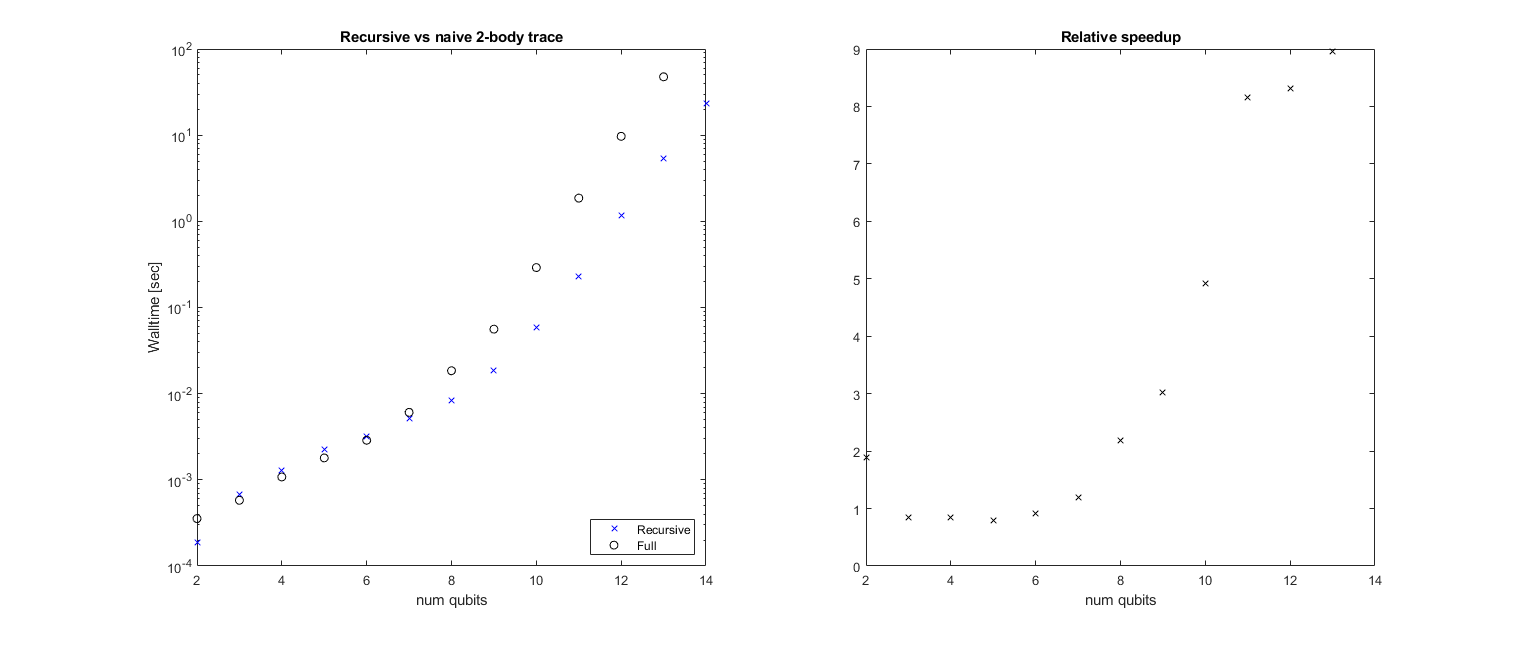 Recursive vs naive 2-body trace
10^2
10^1
10^0
10^-1
10^-2
10^-3
10^-4
Walltime [sec]
Recursive
Full
2 4 6 8 10 12 14
num qubits
Relative speedup
9
8
7
6
5
4
3
2
1
0
2 4 6 8 10 12 14
num qubits